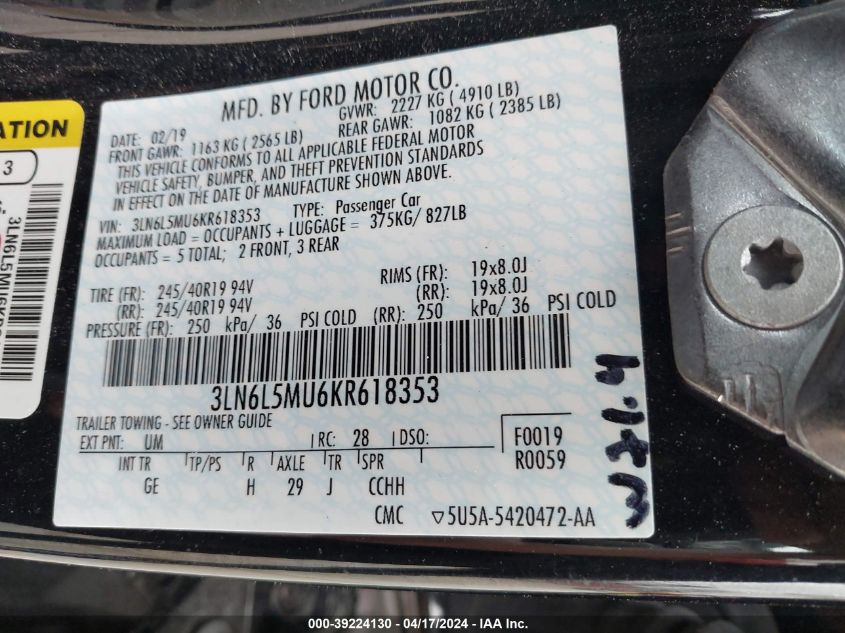 MFD. BY FORD MOTOR CO.
DATE: 02/19
GVWR: 2227 KG ( 4910 LB)
FRONT GAWR: 1163 KG ( 2565 LB)
REAR GAWR: 1082 KG ( 2385 LB)
THIS VEHICLE CONFORMS TO ALL APPLICABLE FEDERAL MOTOR
VEHICLE SAFETY, BUMPER, AND THEFT PREVENTION STANDARDS
IN EFFECT ON THE DATE OF MANUFACTURE SHOWN ABOVE.
VIN: 3LN6L5MU6KR618353 TYPE: Passenger Car
MAXIMUM LOAD = OCCUPANTS + LUGGAGE = 375KG/ 827LB
OCCUPANTS = 5 TOTAL; 2 FRONT, 3 REAR
TIRE (FR): 245/40R19 94V RIMS (FR): 19x8.0J
(RR): 245/40R19 94V (RR): 19x8.0J
PRESSURE (FR): 250 kPa/ 36 PSI COLD (RR): 250 kPa/ 36 PSI COLD
3LN6L5MU6KR618353
TRAILER TOWING - SEE OWNER GUIDE
EXT PNT: UM RC: 28 DSO: F0019
INT TR TP/PS R AXLE TR SPR R0059
GE H 29 J CCHH
CMC ▽5U5A-5420472-AA
ATION
3
000-39224130 - 04/17/2024 - IAA Inc.